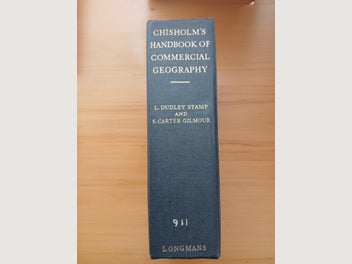 CHISHOLM'S
HANDBOOK OF
COMMERCIAL
GEOGRAPHY
L. DUDLEY STAMP
AND
S. CARTER GILMOUR
911
LONGMANS